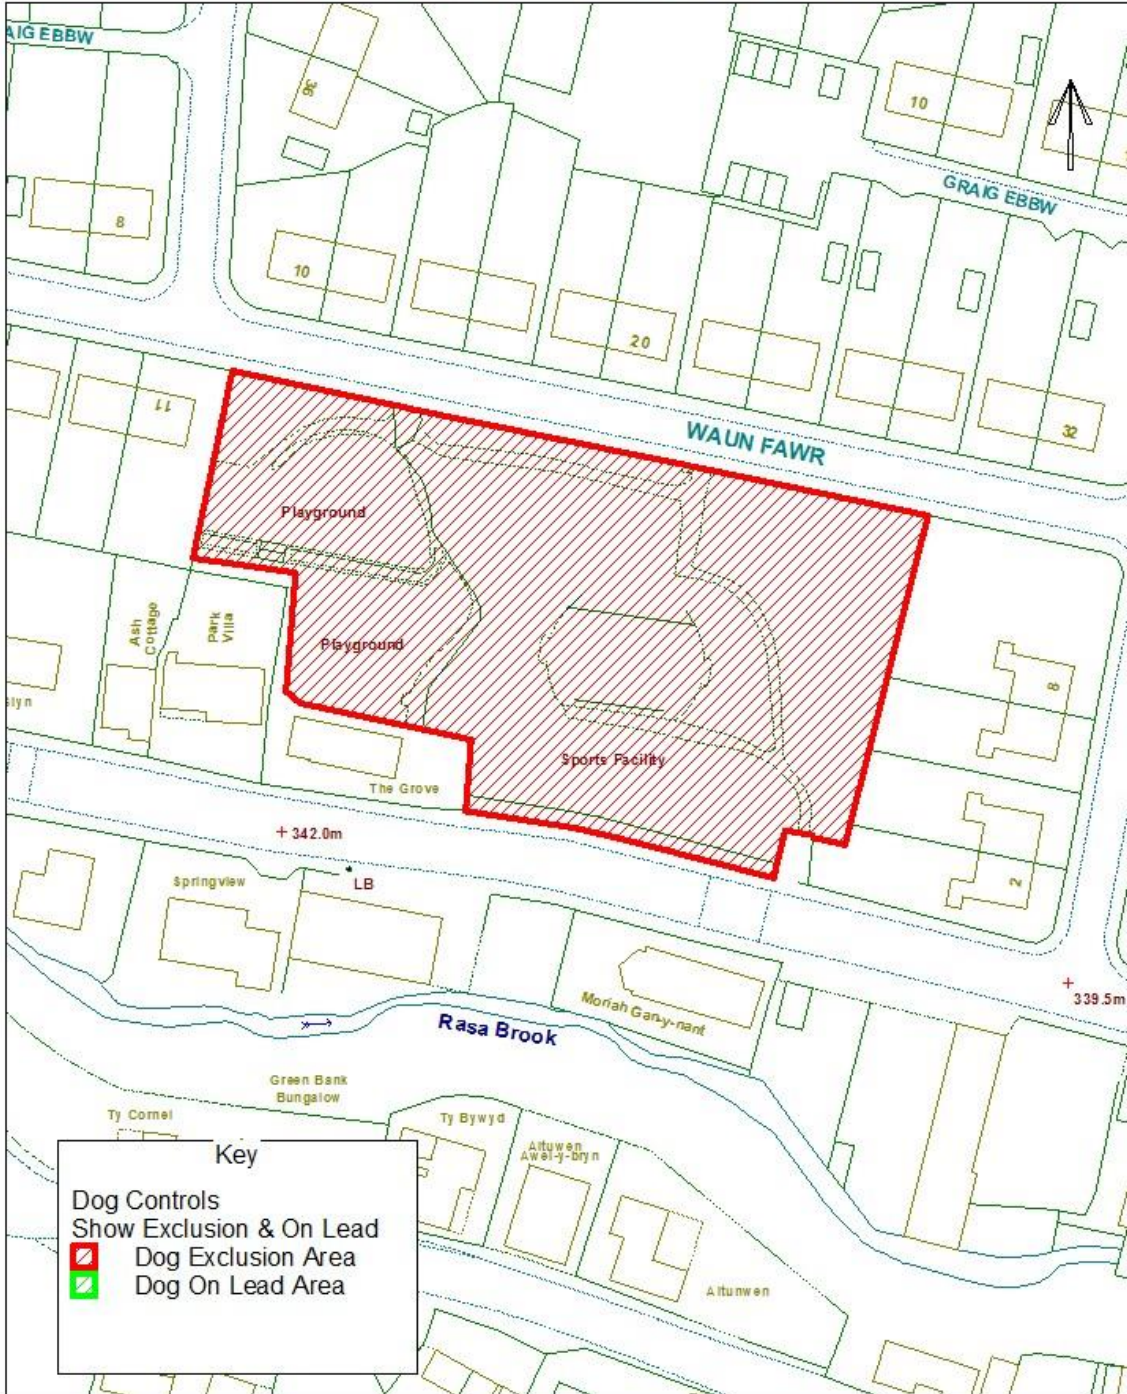 AIG EBBW
36
10
GRAIG EBBW
8
10
20
32
WAUN FAWR
11
Playground
Playground
Ash
Cottage
Park
Villa
slyn
8
Sports Facility
The Grove
342.0m
LB
Springview
2
339.5m
Moriah Gan-y-nant
Rasa Brook
Green Bank
Bungalow
Ty Cornel
Ty Bywyd
Altuwen
Awel-y-bryn
Altunwen
Key
Dog Controls
Show Exclusion & On Lead
Dog Exclusion Area
Dog On Lead Area